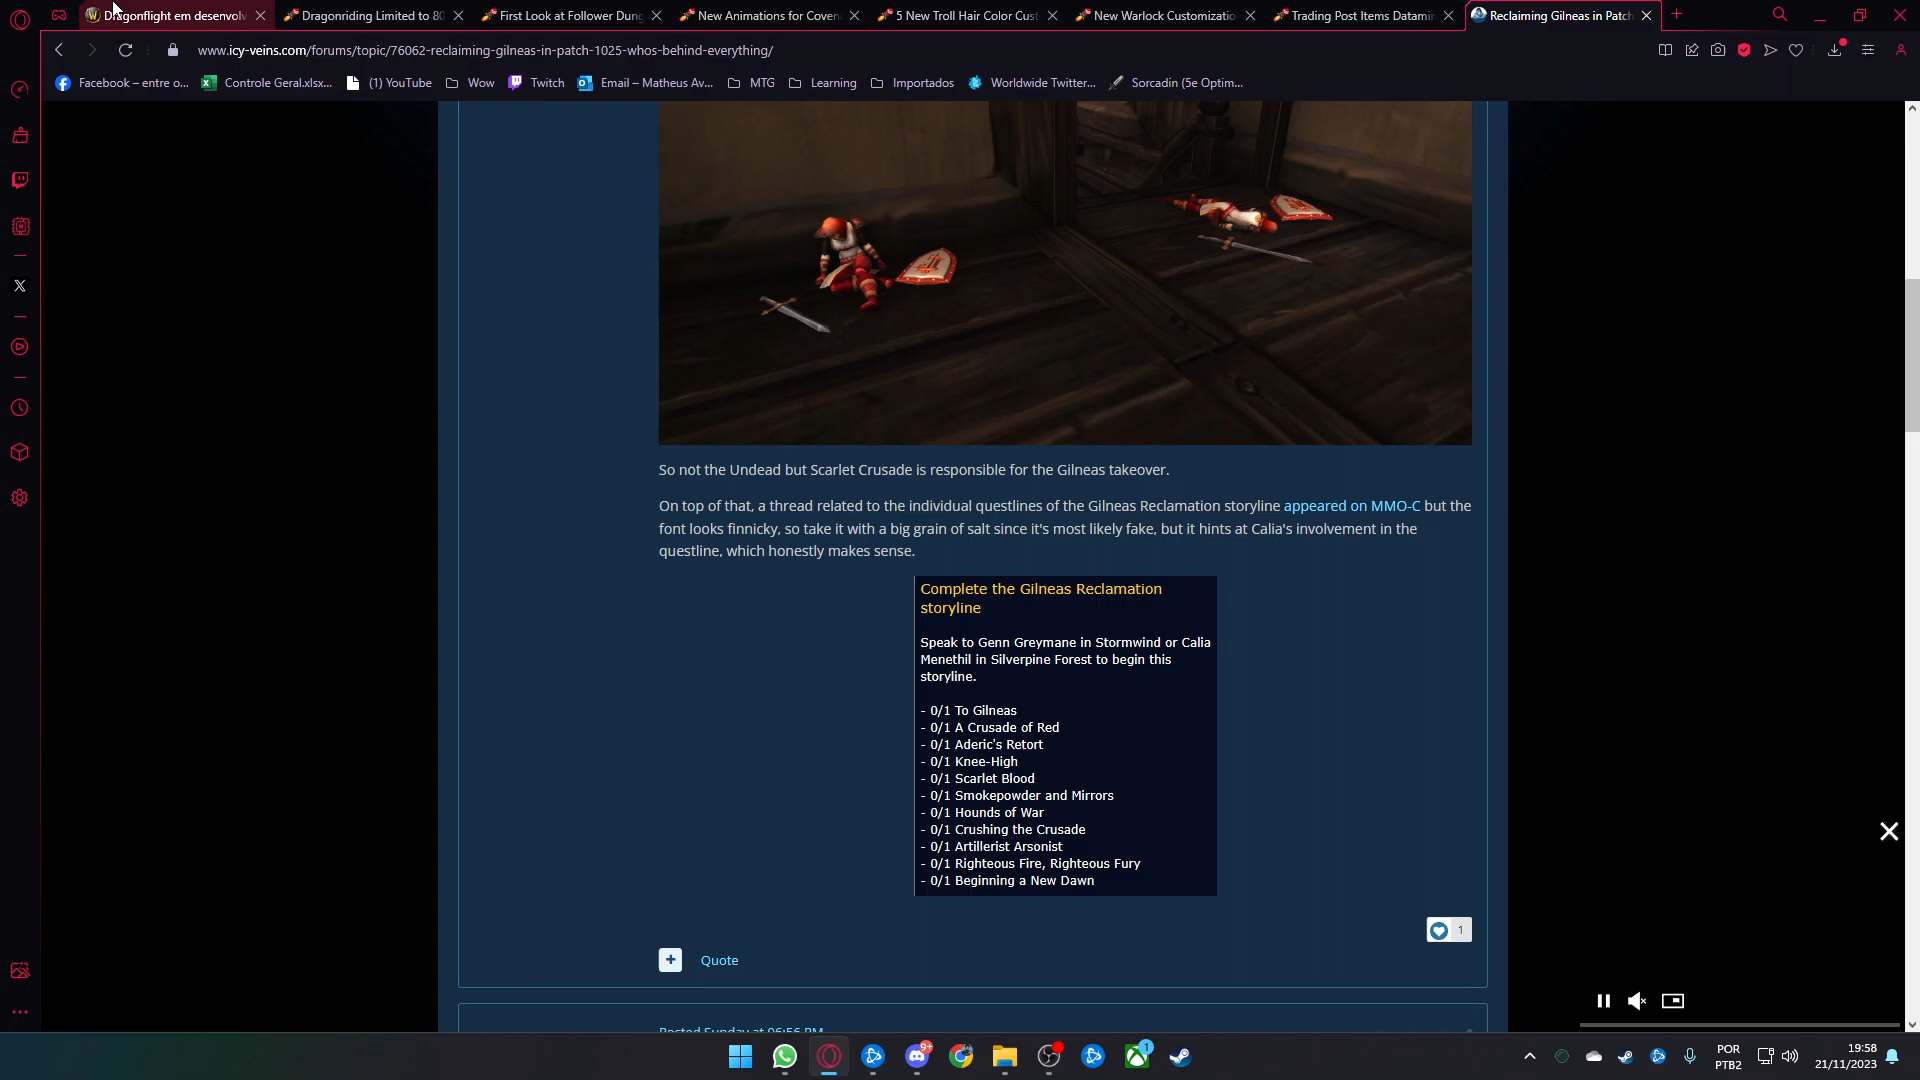 Dragonflight em desenvolv
Dragonriding Limited to 80
First Look at Follower Dung
New Animations for Coven
5 New Troll Hair Color Cust
New Warlock Customizatio
Trading Post Items Datamin
Reclaiming Gilneas in Patch
www.icy-veins.com/forums/topic/76062-reclaiming-gilneas-in-patch-1025-whos-behind-everything/
Facebook – entre o...
Controle Geral.xlsx...
(1) YouTube
Wow
Twitch
Email – Matheus Av...
MTG
Learning
Importados
Worldwide Twitter...
Sorcadin (5e Optim...
So not the Undead but Scarlet Crusade is responsible for the Gilneas takeover.
On top of that, a thread related to the individual questlines of the Gilneas Reclamation storyline appeared on MMO-C but the
font looks finnicky, so take it with a big grain of salt since it's most likely fake, but it hints at Calia's involvement in the
questline, which honestly makes sense.
Complete the Gilneas Reclamation
storyline
Speak to Genn Greymane in Stormwind or Calia
Menethil in Silverpine Forest to begin this
storyline.
- 0/1 To Gilneas
- 0/1 A Crusade of Red
- 0/1 Aderic's Retort
- 0/1 Knee-High
- 0/1 Scarlet Blood
- 0/1 Smokepowder and Mirrors
- 0/1 Hounds of War
- 0/1 Crushing the Crusade
- 0/1 Artillerist Arsonist
- 0/1 Righteous Fire, Righteous Fury
- 0/1 Beginning a New Dawn
1
+ Quote
Posted Sunday at 06:56 PM
9+
1
POR
PTB2
19:58
21/11/2023